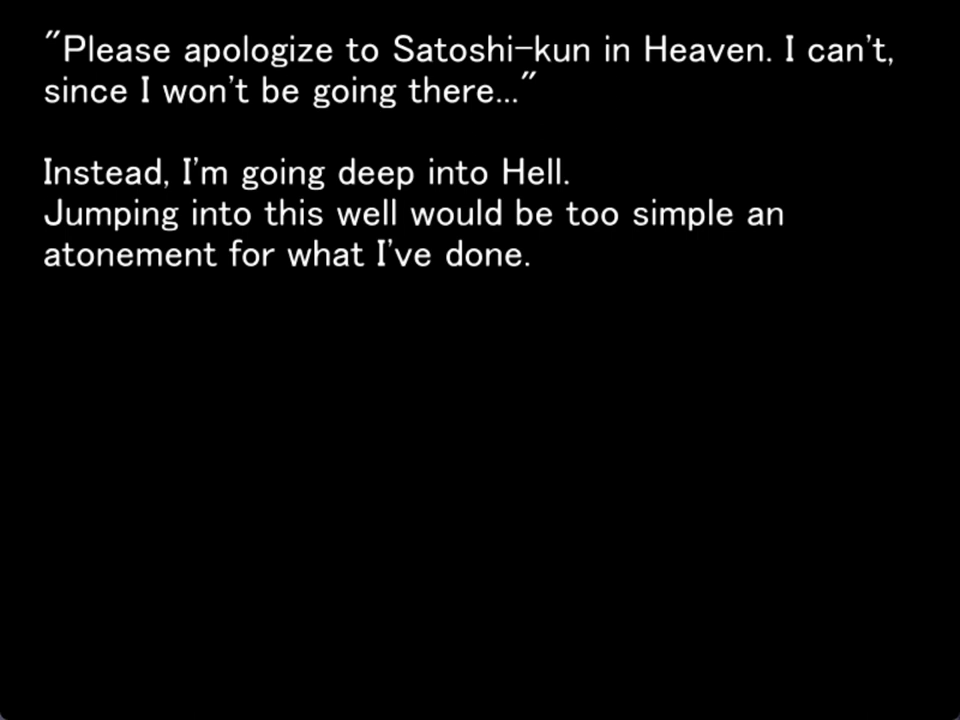 "Please apologize to Satoshi-kun in Heaven. I can't,
since I won't be going there..."
Instead, I'm going deep into Hell.
Jumping into this well would be too simple an
atonement for what I've done.